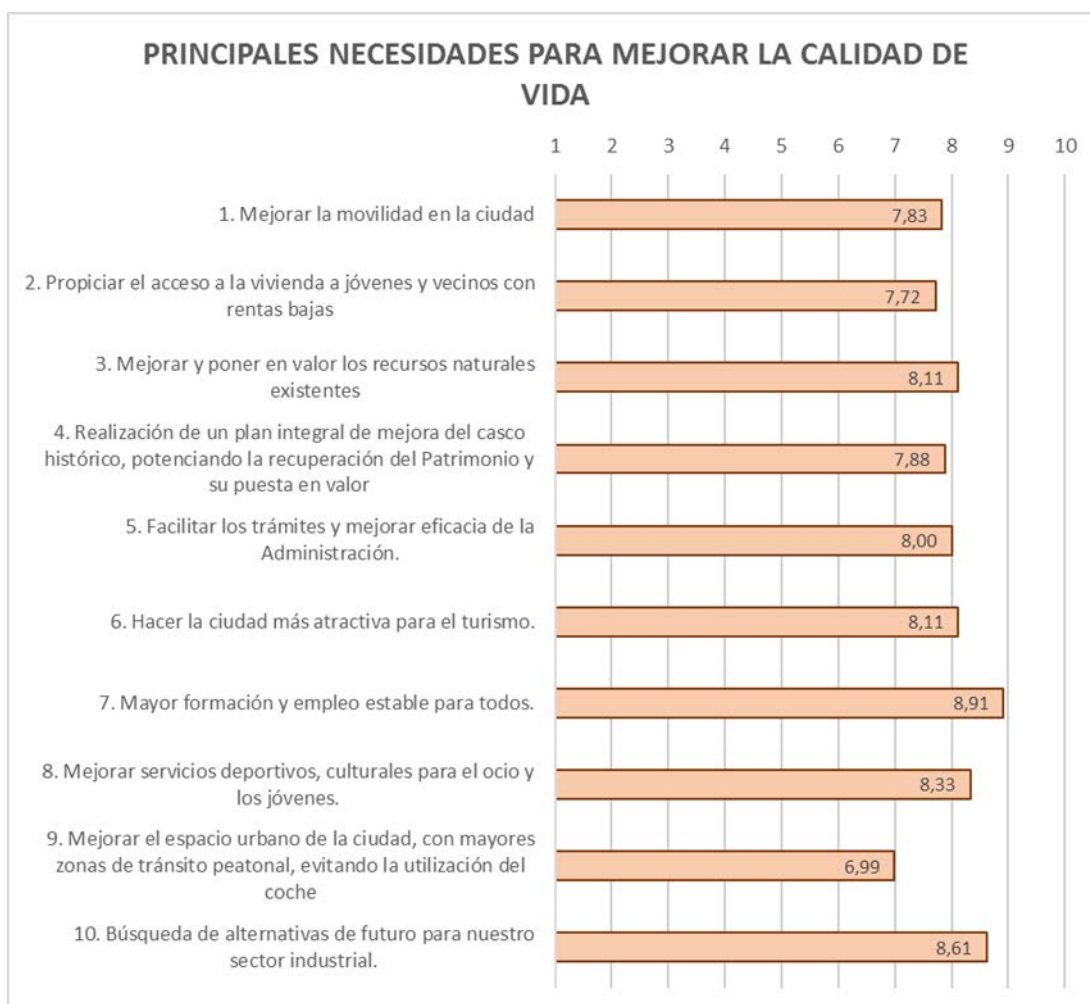 PRINCIPALES NECESIDADES PARA MEJORAR LA CALIDAD DE
VIDA
1 2 3 4 5 6 7 8 9 10
1. Mejorar la movilidad en la ciudad
7,83
2. Propiciar el acceso a la vivienda a jóvenes y vecinos con
rentas bajas
7,72
3. Mejorar y poner en valor los recursos naturales
existentes
8,11
4. Realización de un plan integral de mejora del casco
histórico, potenciando la recuperación del Patrimonio y
su puesta en valor
7,88
5. Facilitar los trámites y mejorar eficacia de la
Administración.
8,00
6. Hacer la ciudad más atractiva para el turismo.
8,11
7. Mayor formación y empleo estable para todos.
8,91
8. Mejorar servicios deportivos, culturales para el ocio y
los jóvenes.
8,33
9. Mejorar el espacio urbano de la ciudad, con mayores
zonas de tránsito peatonal, evitando la utilización del
coche
6,99
10. Búsqueda de alternativas de futuro para nuestro
sector industrial.
8,61